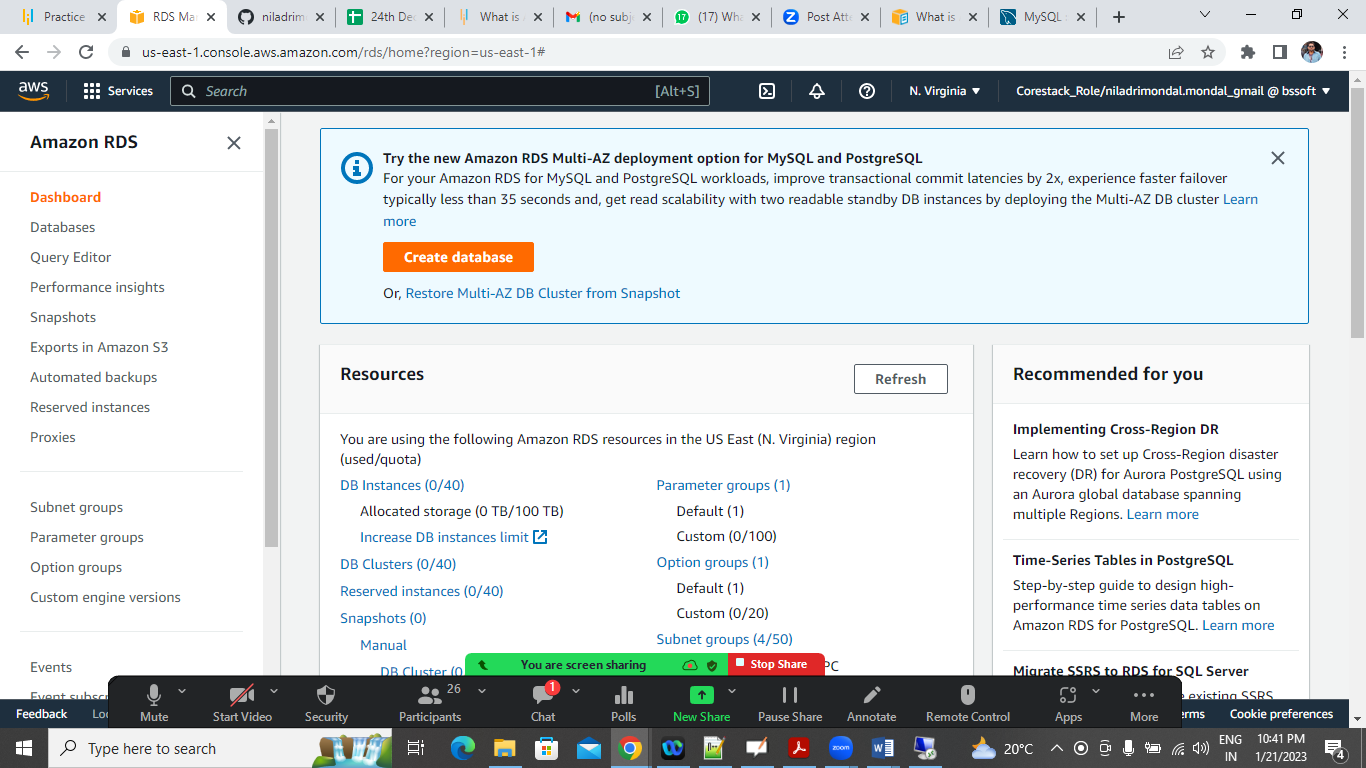 Practice
RDS Ma
niladrim
24th De
What is
(no subj
(17) Wha
Post Att
What is
MySQL
us-east-1.console.aws.amazon.com/rds/home?region=us-east-1#
aws
Services
Search
[Alt+S]
N. Virginia
Corestack_Role/niladrimondal.mondal_gmail @ bssoft
Amazon RDS
Dashboard
Databases
Query Editor
Performance insights
Snapshots
Exports in Amazon S3
Automated backups
Reserved instances
Proxies
Subnet groups
Parameter groups
Option groups
Custom engine versions
Events
Event subsc
Try the new Amazon RDS Multi-AZ deployment option for MySQL and PostgreSQL
For your Amazon RDS for MySQL and PostgreSQL workloads, improve transactional commit latencies by 2x, experience faster failover
typically less than 35 seconds and, get read scalability with two readable standby DB instances by deploying the Multi-AZ DB cluster Learn
more
Create database
Or, Restore Multi-AZ DB Cluster from Snapshot
Resources
Refresh
You are using the following Amazon RDS resources in the US East (N. Virginia) region
(used/quota)
DB Instances (0/40)
Allocated storage (0 TB/100 TB)
Increase DB instances limit
DB Clusters (0/40)
Reserved instances (0/40)
Snapshots (0)
Manual
DB Cluster (0
Parameter groups (1)
Default (1)
Custom (0/100)
Option groups (1)
Default (1)
Custom (0/20)
Subnet groups (4/50)
PC
Recommended for you
Implementing Cross-Region DR
Learn how to set up Cross-Region disaster
recovery (DR) for Aurora PostgreSQL using
an Aurora global database spanning
multiple Regions. Learn more
Time-Series Tables in PostgreSQL
Step-by-step guide to design high-
performance time series data tables on
Amazon RDS for PostgreSQL. Learn more
Migrate SSRS to RDS for SQL Server
existing SSRS
You are screen sharing
Stop Share
Feedback
erms
Cookie preferences
Mute
Start Video
Security
Participants
26
Chat
1
Polls
New Share
Pause Share
Annotate
Remote Control
Apps
More
Type here to search
zoom
20°C
ENG
IN
10:41 PM
1/21/2023
4